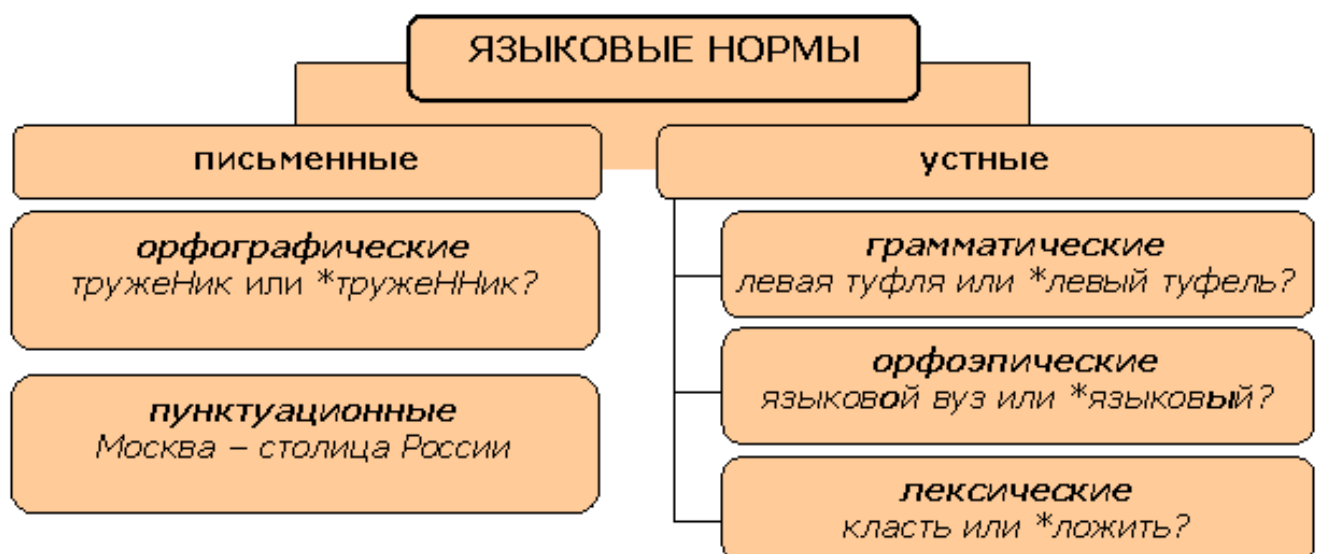 ЯЗЫКОВЫЕ НОРМЫ
письменные
орфографические
тружеНик или *тружеННик?
пунктуационные
Москва – столица России
устные
грамматические
левая туфля или *левый туфель?
орфоэпические
языковой вуз или *языковый?
лексические
класть или *ложить?